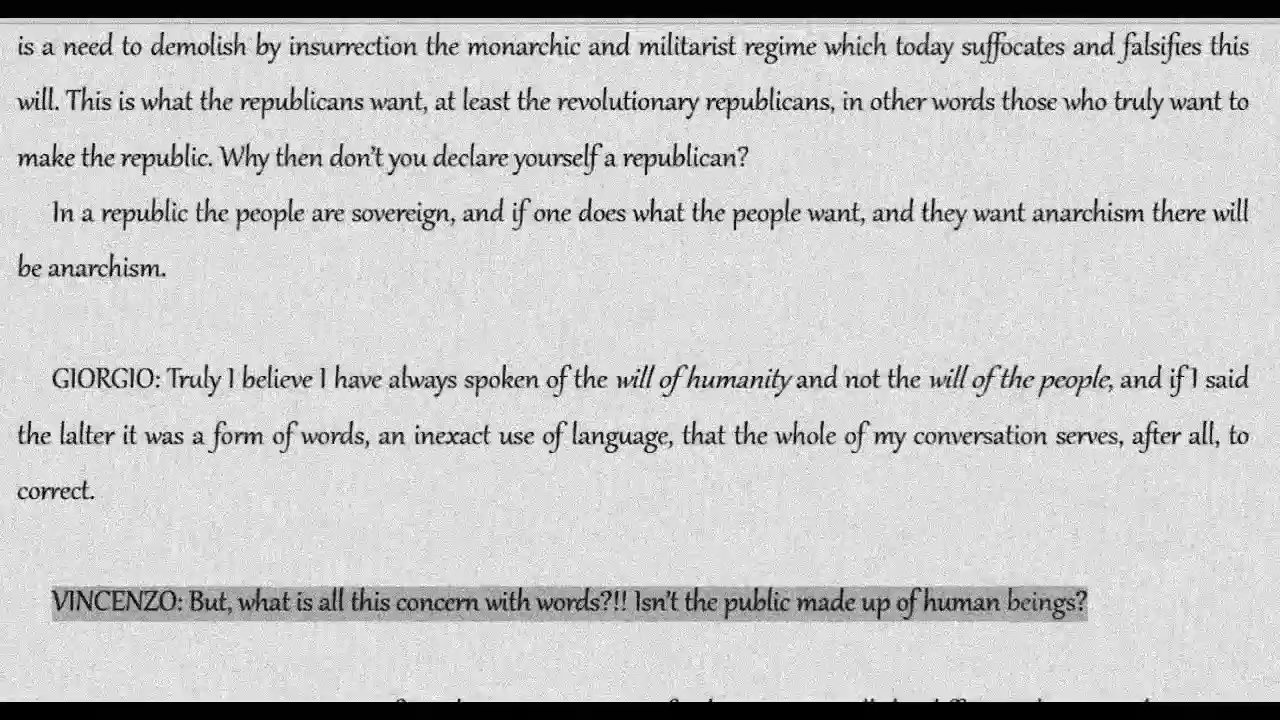 is a need to demolish by insurrection the monarchic and militarist regime which today suffocates and falsifies this
will. This is what the republicans want, at least the revolutionary republicans, in other words those who truly want to
make the republic. Why then don't you declare yourself a republican?
In a republic the people are sovereign, and if one does what the people want, and they want anarchism there will
be anarchism.
GIORGIO: Truly I believe I have always spoken of the will of humanity and not the will of the people, and if I said
the lalter it was a form of words, an inexact use of language, that the whole of my conversation serves, after all, to
correct.
VINCENZO: But, what is all this concern with words?!! Isn't the public made up of human beings?